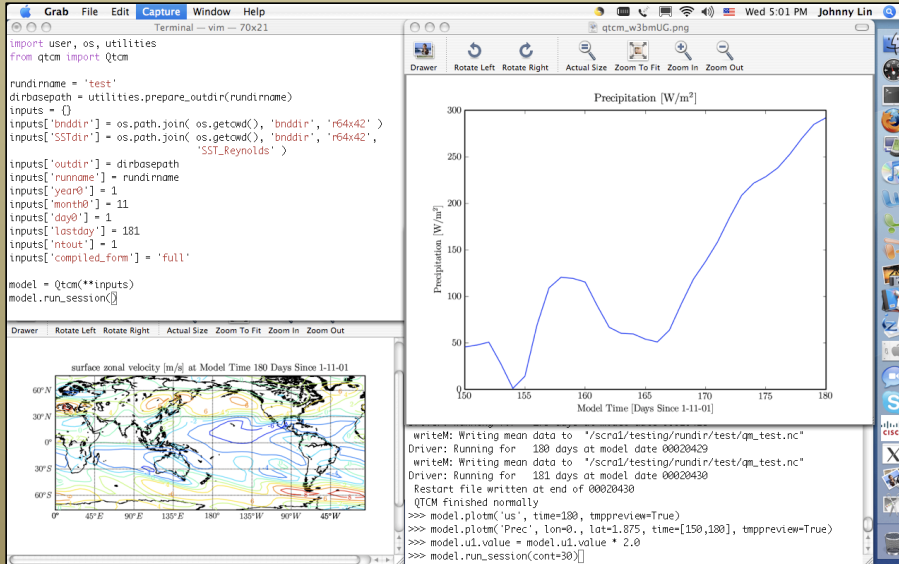 Grab File Edit Capture Window Help Wed 5:01 PM Johnny Lin
Terminal — vim — 70x21
import user, os, utilities
from qtcm import Qtcm
rundirname = 'test'
dirbasepath = utilities.prepare_outdir(rundirname)
inputs = {}
inputs['bnddir'] = os.path.join( os.getcwd(), 'bnddir', 'r64x42' )
inputs['SSTdir'] = os.path.join( os.getcwd(), 'bnddir', 'r64x42',
'SST_Reynolds' )
inputs['outdir'] = dirbasepath
inputs['runname'] = rundirname
inputs['year0'] = 1
inputs['month0'] = 11
inputs['day0'] = 1
inputs['lastday'] = 181
inputs['ntout'] = 1
inputs['compiled_form'] = 'full'
model = Qtcm(**inputs)
model.run_session()
qtcm_w3bmUG.png
Drawer Rotate Left Rotate Right Actual Size Zoom To Fit Zoom In Zoom Out
Precipitation [W/m²]
300
250
200
150
100
50
0
Precipitation [W/m²]
150 155 160 165 170 175 180
Model Time [Days Since 1-11-01]
Drawer Rotate Left Rotate Right Actual Size Zoom To Fit Zoom In Zoom Out
surface zonal velocity [m/s] at Model Time 180 Days Since 1-11-01
60°N
30°N
0°
30°S
60°S
0° 45°E 90°E 135°E 180° 135°W 90°W 45°W
writeM: Writing mean data to "/scra1/testing/rundir/test/qm_test.nc"
Driver: Running for 180 days at model date 00020429
writeM: Writing mean data to "/scra1/testing/rundir/test/qm_test.nc"
Driver: Running for 181 days at model date 00020430
Restart file written at end of 00020430
QTCM finished normally
>>> model.plotm('us', time=180, tmppreview=True)
>>> model.plotm('Prec', lon=0., lat=1.875, time=[150,180], tmppreview=True)
>>> model.u1.value = model.u1.value * 2.0
>>> model.run_session(cont=30)